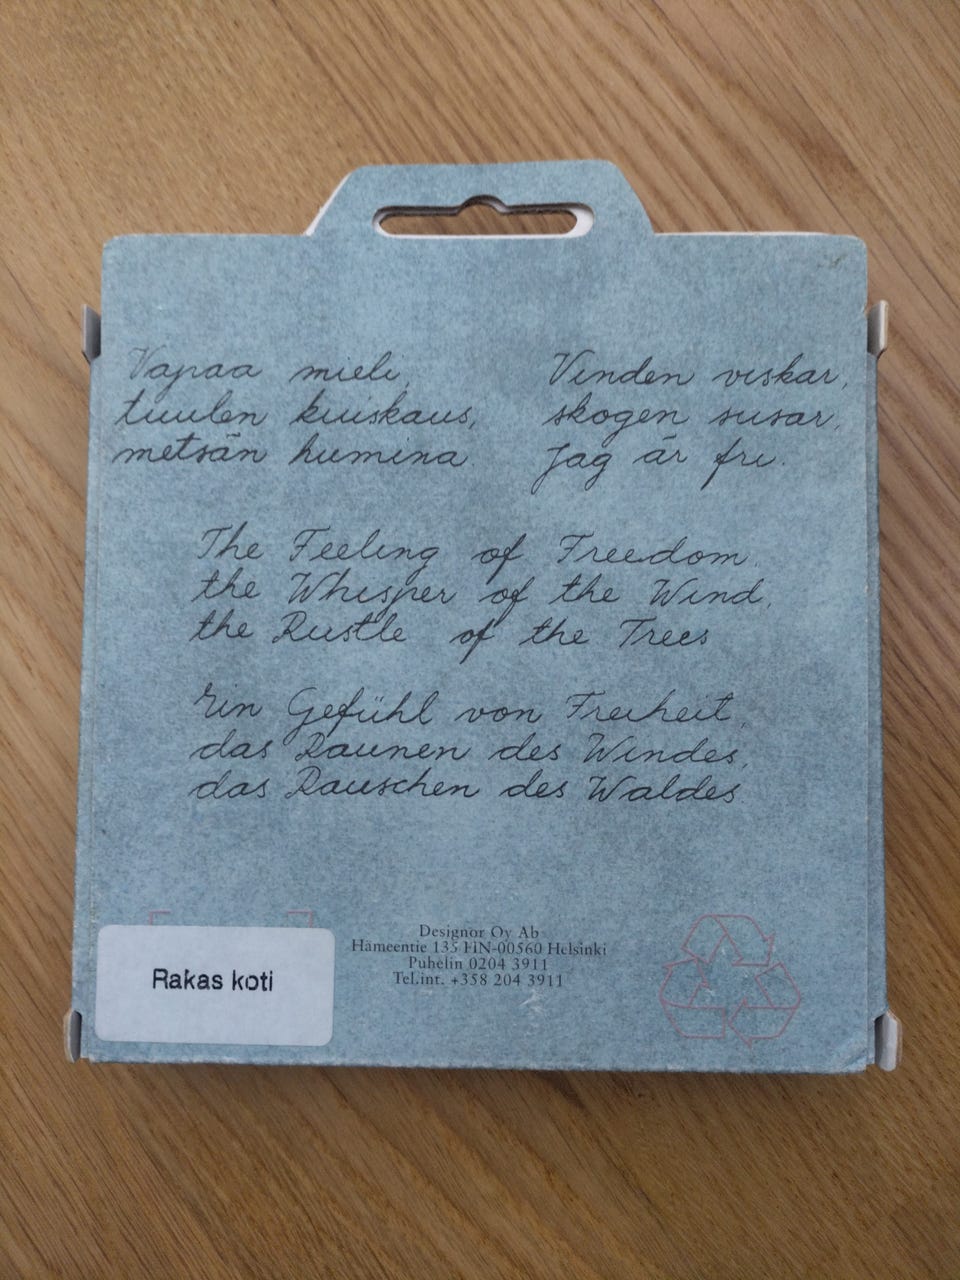 Vapaa mieli,
tuulen kuiskaus,
metsän humina.
Vinden viskar,
skogen susar,
Jag är fri.
The Feeling of Freedom,
the Whisper of the Wind,
the Rustle of the Trees
Ein Gefühl von Freiheit,
das Raunen des Windes,
das Rauschen des Waldes.
Rakas koti
Designor Oy Ab
Hämeentie 135 FIN-00560 Helsinki
Puhelin 0204 3911
Tel.int. +358 204 3911